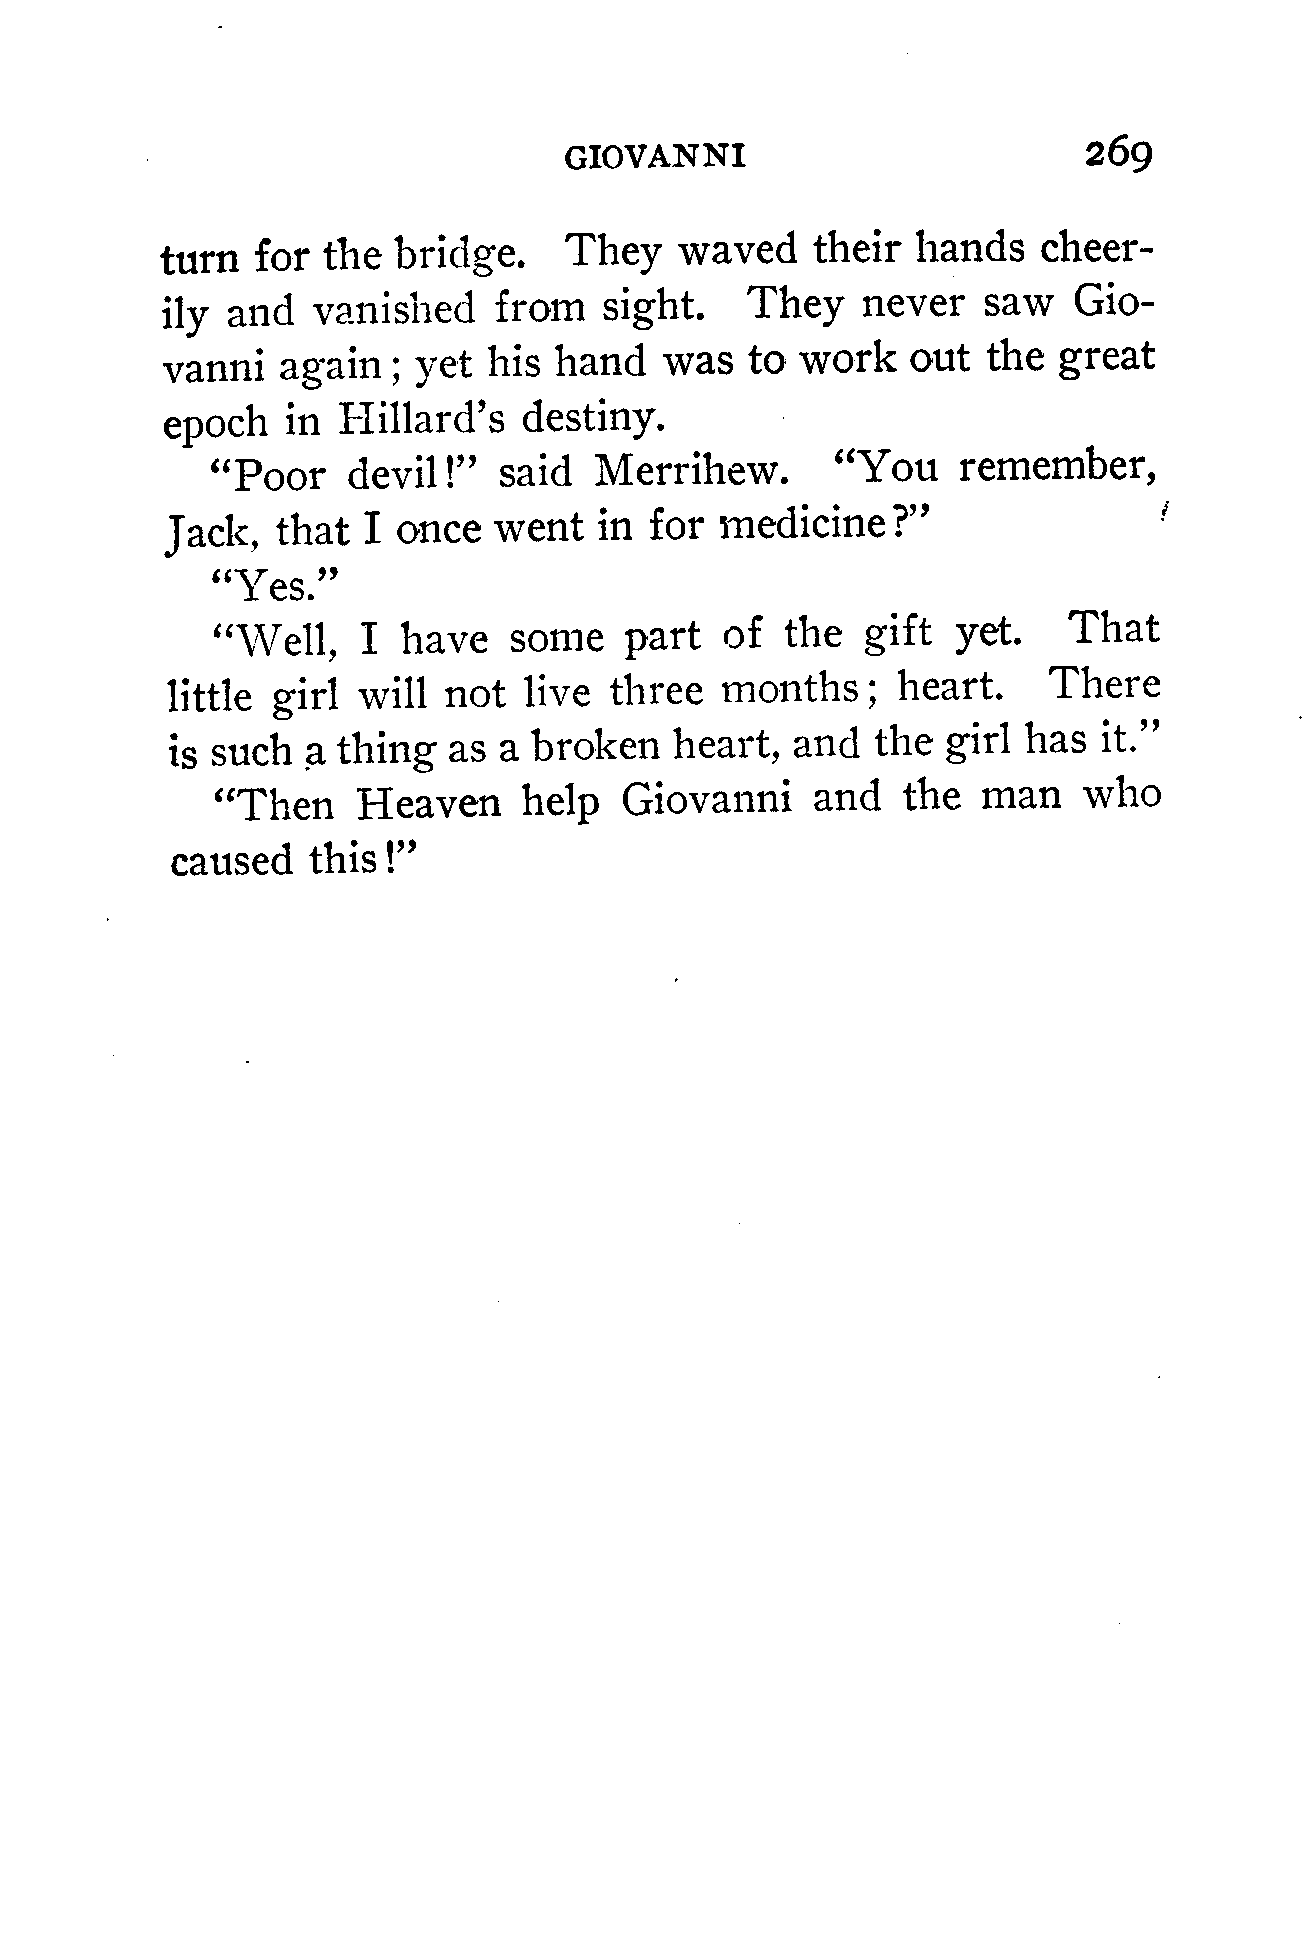 GIOVANNI 269
turn for the bridge. They waved their hands cheer-
ily and vanished from sight. They never saw Gio-
vanni again; yet his hand was to work out the great
epoch in Hillard's destiny.
"Poor devil!" said Merrihew. "You remember,
Jack, that I once went in for medicine?"
"Yes."
"Well, I have some part of the gift yet. That
little girl will not live three months; heart. There
is such a thing as a broken heart, and the girl has it."
"Then Heaven help Giovanni and the man who
caused this!"